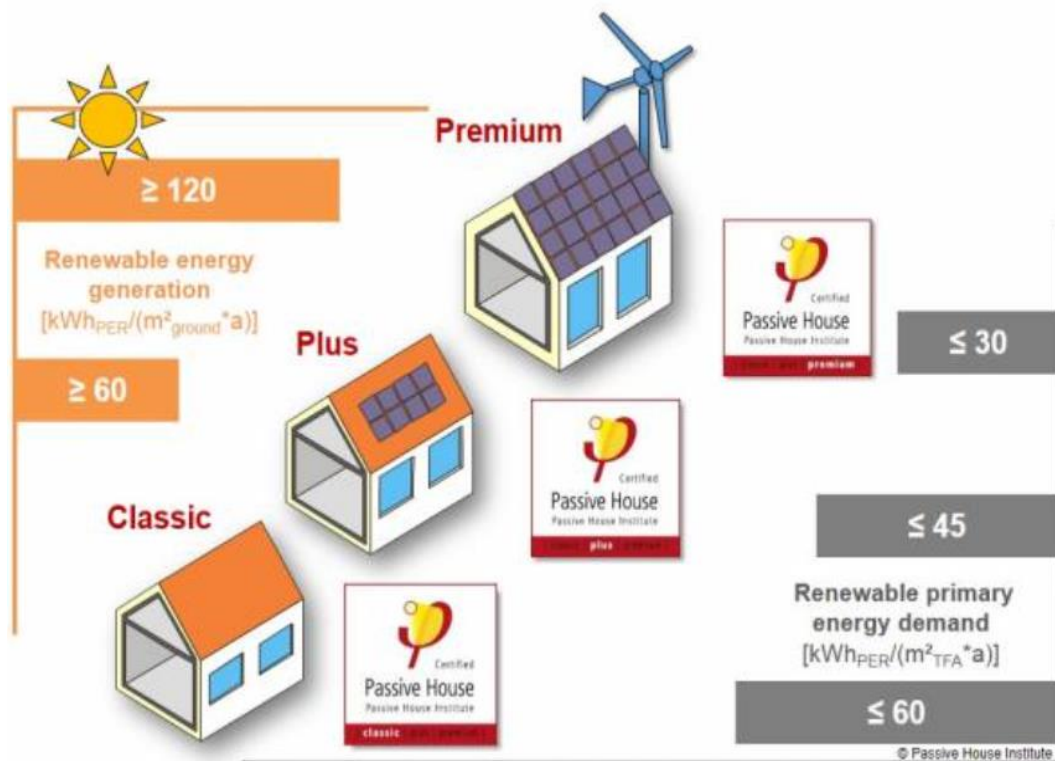 Premium
≥ 120
Renewable energy
generation
[kWhPER/(m²ground*a)]
Certified
Passive House
Passive House Institute
premium
≤ 30
Plus
≥ 60
Certified
Passive House
Passive House Institute
plus
≤ 45
Classic
Renewable primary
energy demand
[kWhPER/(m²TFA*a)]
Certified
Passive House
Passive House Institute
classic
≤ 60
© Passive House Institute